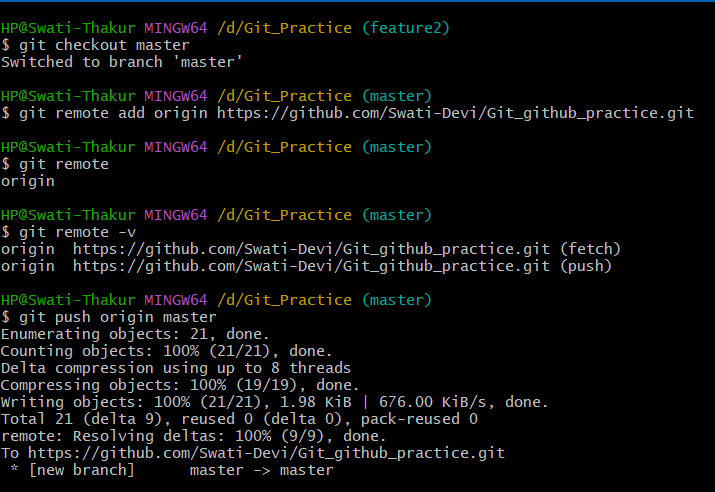 HP@Swati-Thakur MINGW64 /d/Git_Practice (feature2)
$ git checkout master
Switched to branch 'master'
HP@Swati-Thakur MINGW64 /d/Git_Practice (master)
$ git remote add origin https://github.com/Swati-Devi/Git_github_practice.git
HP@Swati-Thakur MINGW64 /d/Git_Practice (master)
$ git remote
origin
HP@Swati-Thakur MINGW64 /d/Git_Practice (master)
$ git remote -v
origin  https://github.com/Swati-Devi/Git_github_practice.git (fetch)
origin  https://github.com/Swati-Devi/Git_github_practice.git (push)
HP@Swati-Thakur MINGW64 /d/Git_Practice (master)
$ git push origin master
Enumerating objects: 21, done.
Counting objects: 100% (21/21), done.
Delta compression using up to 8 threads
Compressing objects: 100% (19/19), done.
Writing objects: 100% (21/21), 1.98 KiB | 676.00 KiB/s, done.
Total 21 (delta 9), reused 0 (delta 0), pack-reused 0
remote: Resolving deltas: 100% (9/9), done.
To https://github.com/Swati-Devi/Git_github_practice.git
 * [new branch]      master -> master